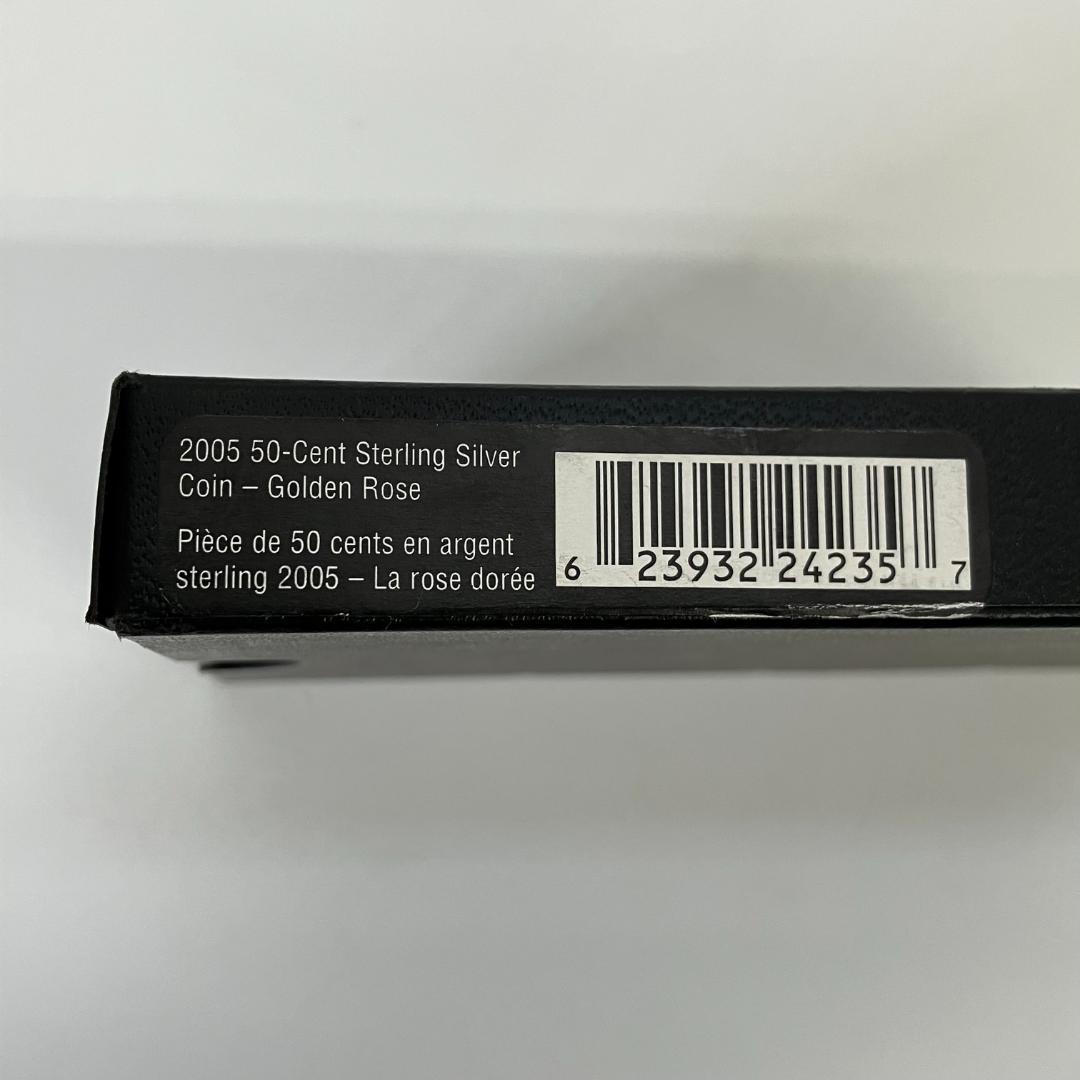 2005 50-Cent Sterling Silver
Coin – Golden Rose
Pièce de 50 cents en argent
sterling 2005 – La rose dorée
6 23932 24235 7